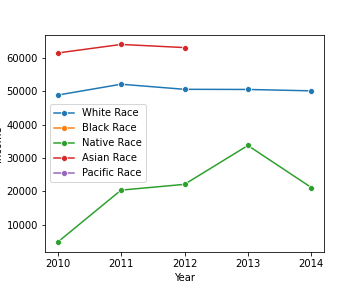 60000
50000
40000
30000
20000
10000
White Race
Black Race
Native Race
Asian Race
Pacific Race
2010 2011 2012 2013 2014
Year